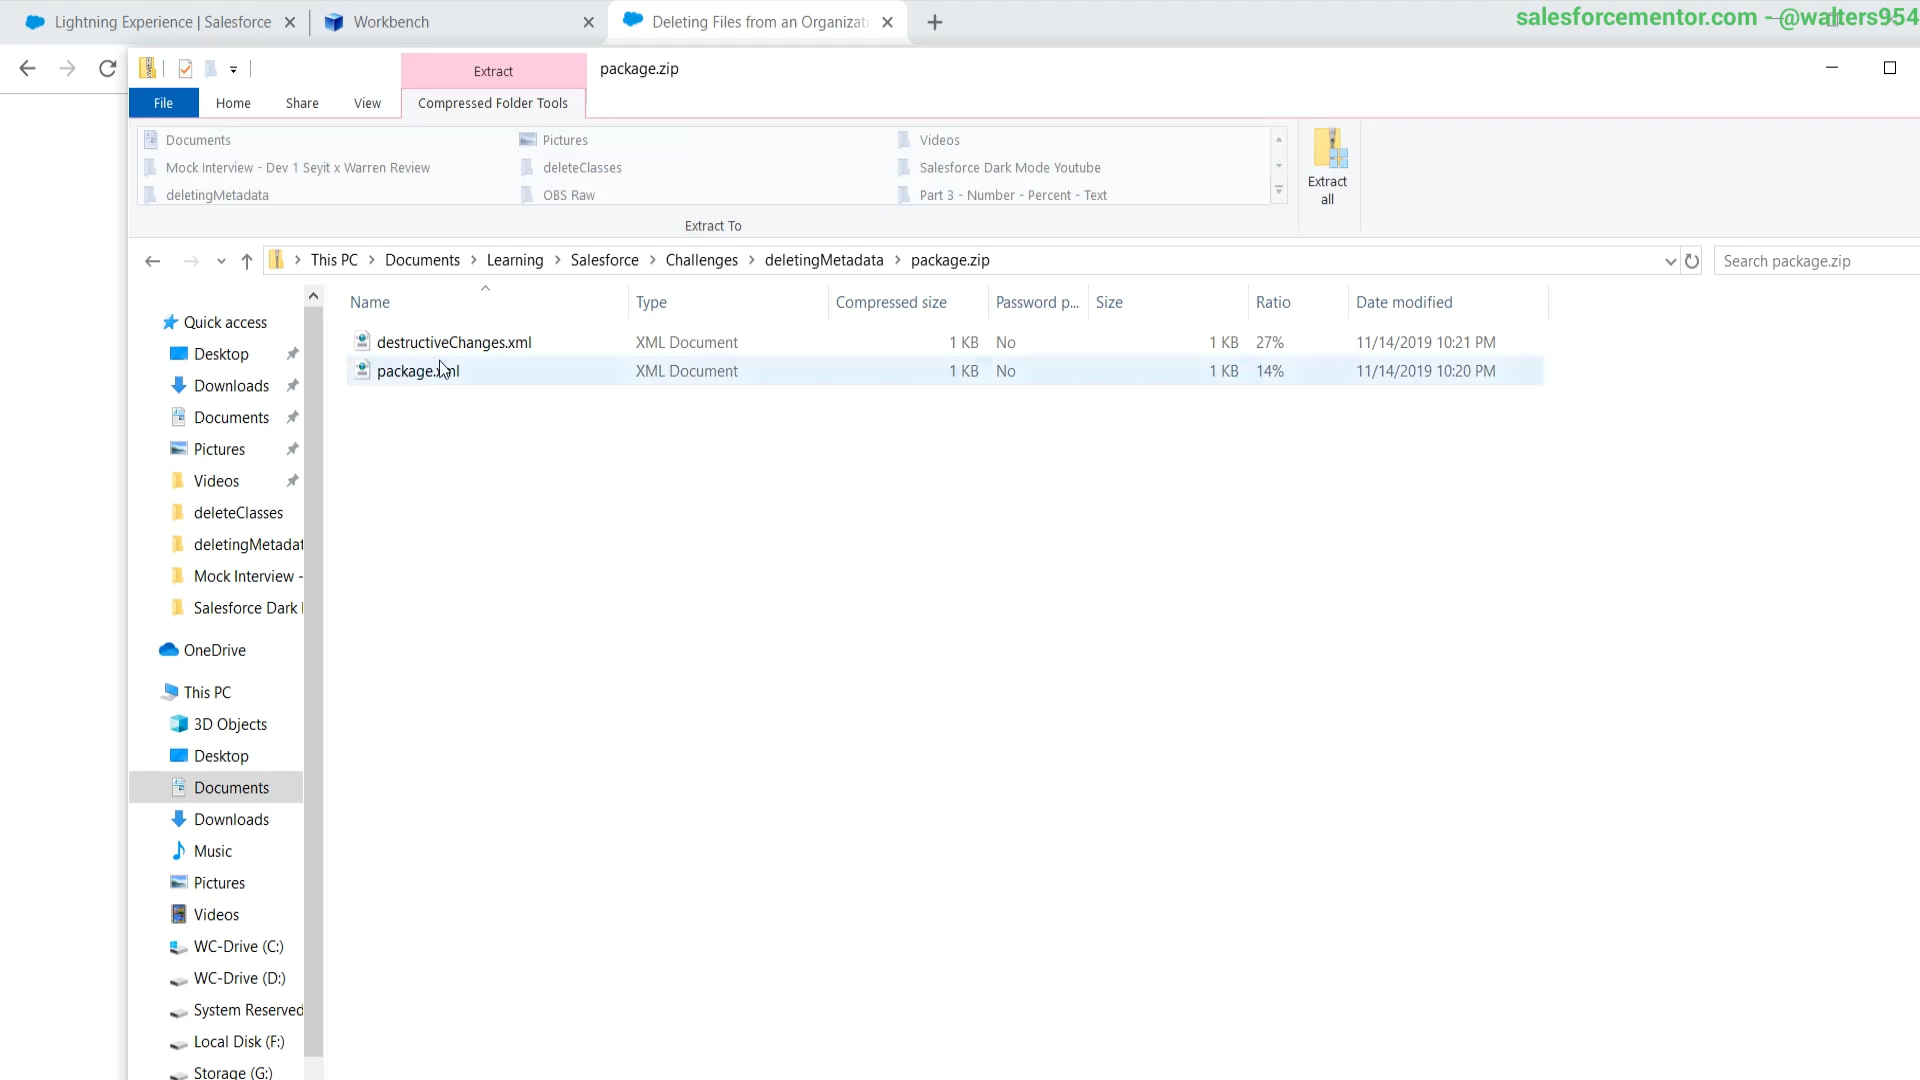 Lightning Experience | Salesforce
Workbench
Deleting Files from an Organizati
salesforcementor.com - @walters954
Extract
package.zip
File
Home
Share
View
Compressed Folder Tools
Documents
Pictures
Videos
Mock Interview - Dev 1 Seyit x Warren Review
deleteClasses
Salesforce Dark Mode Youtube
deletingMetadata
OBS Raw
Part 3 - Number - Percent - Text
Extract all
Extract To
This PC > Documents > Learning > Salesforce > Challenges > deletingMetadata > package.zip
Search package.zip
Name Type Compressed size Password p... Size Ratio Date modified
destructiveChanges.xml XML Document 1 KB No 1 KB 27% 11/14/2019 10:21 PM
package.xml XML Document 1 KB No 1 KB 14% 11/14/2019 10:20 PM
Quick access
Desktop
Downloads
Documents
Pictures
Videos
deleteClasses
deletingMetadat
Mock Interview -
Salesforce Dark
OneDrive
This PC
3D Objects
Desktop
Documents
Downloads
Music
Pictures
Videos
WC-Drive (C:)
WC-Drive (D:)
System Reserved
Local Disk (F:)
Storage (G:)